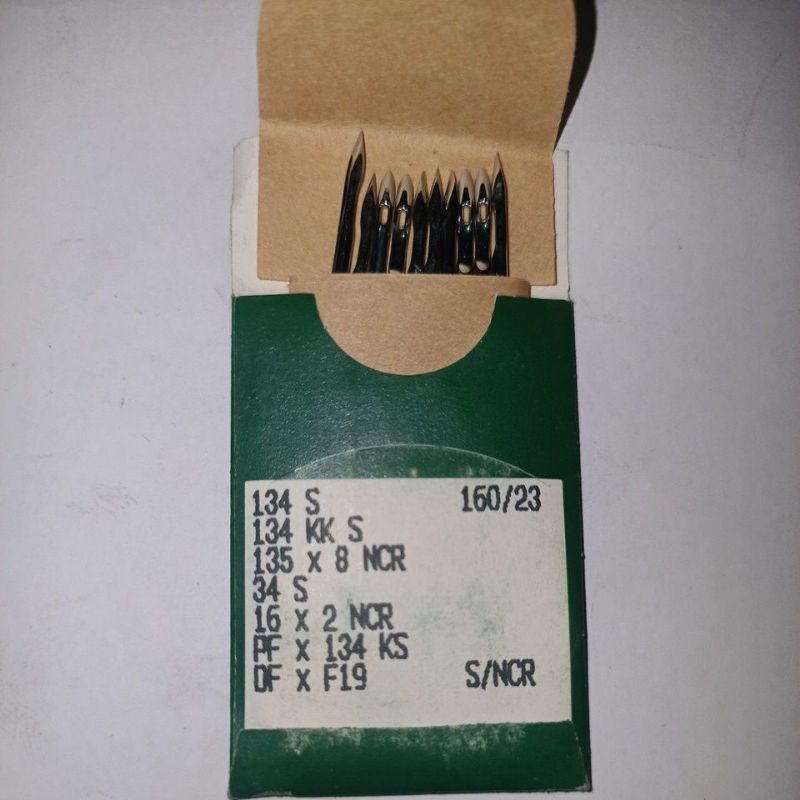 134 S 160/23
134 KK S
135 x 8 NCR
34 S
16 x 2 NCR
PF x 134 KS
DF x F19 S/NCR